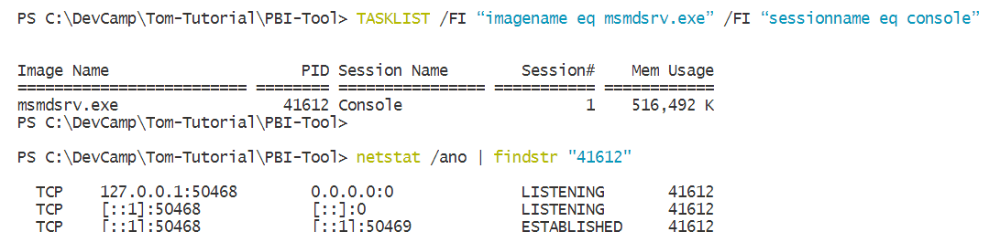 PS C:\DevCamp\Tom-Tutorial\PBI-Tool> TASKLIST /FI “imagename eq msmdsrv.exe” /FI “sessionname eq console”
Image Name                     PID Session Name        Session#    Mem Usage
========================= ======== ================ =========== ============
msmdsrv.exe                  41612 Console                    1    516,492 K
PS C:\DevCamp\Tom-Tutorial\PBI-Tool>
PS C:\DevCamp\Tom-Tutorial\PBI-Tool> netstat /ano | findstr "41612"
  TCP    127.0.0.1:50468        0.0.0.0:0              LISTENING       41612
  TCP    [::1]:50468            [::]:0                 LISTENING       41612
  TCP    [::1]:50468            [::1]:50469            ESTABLISHED     41612